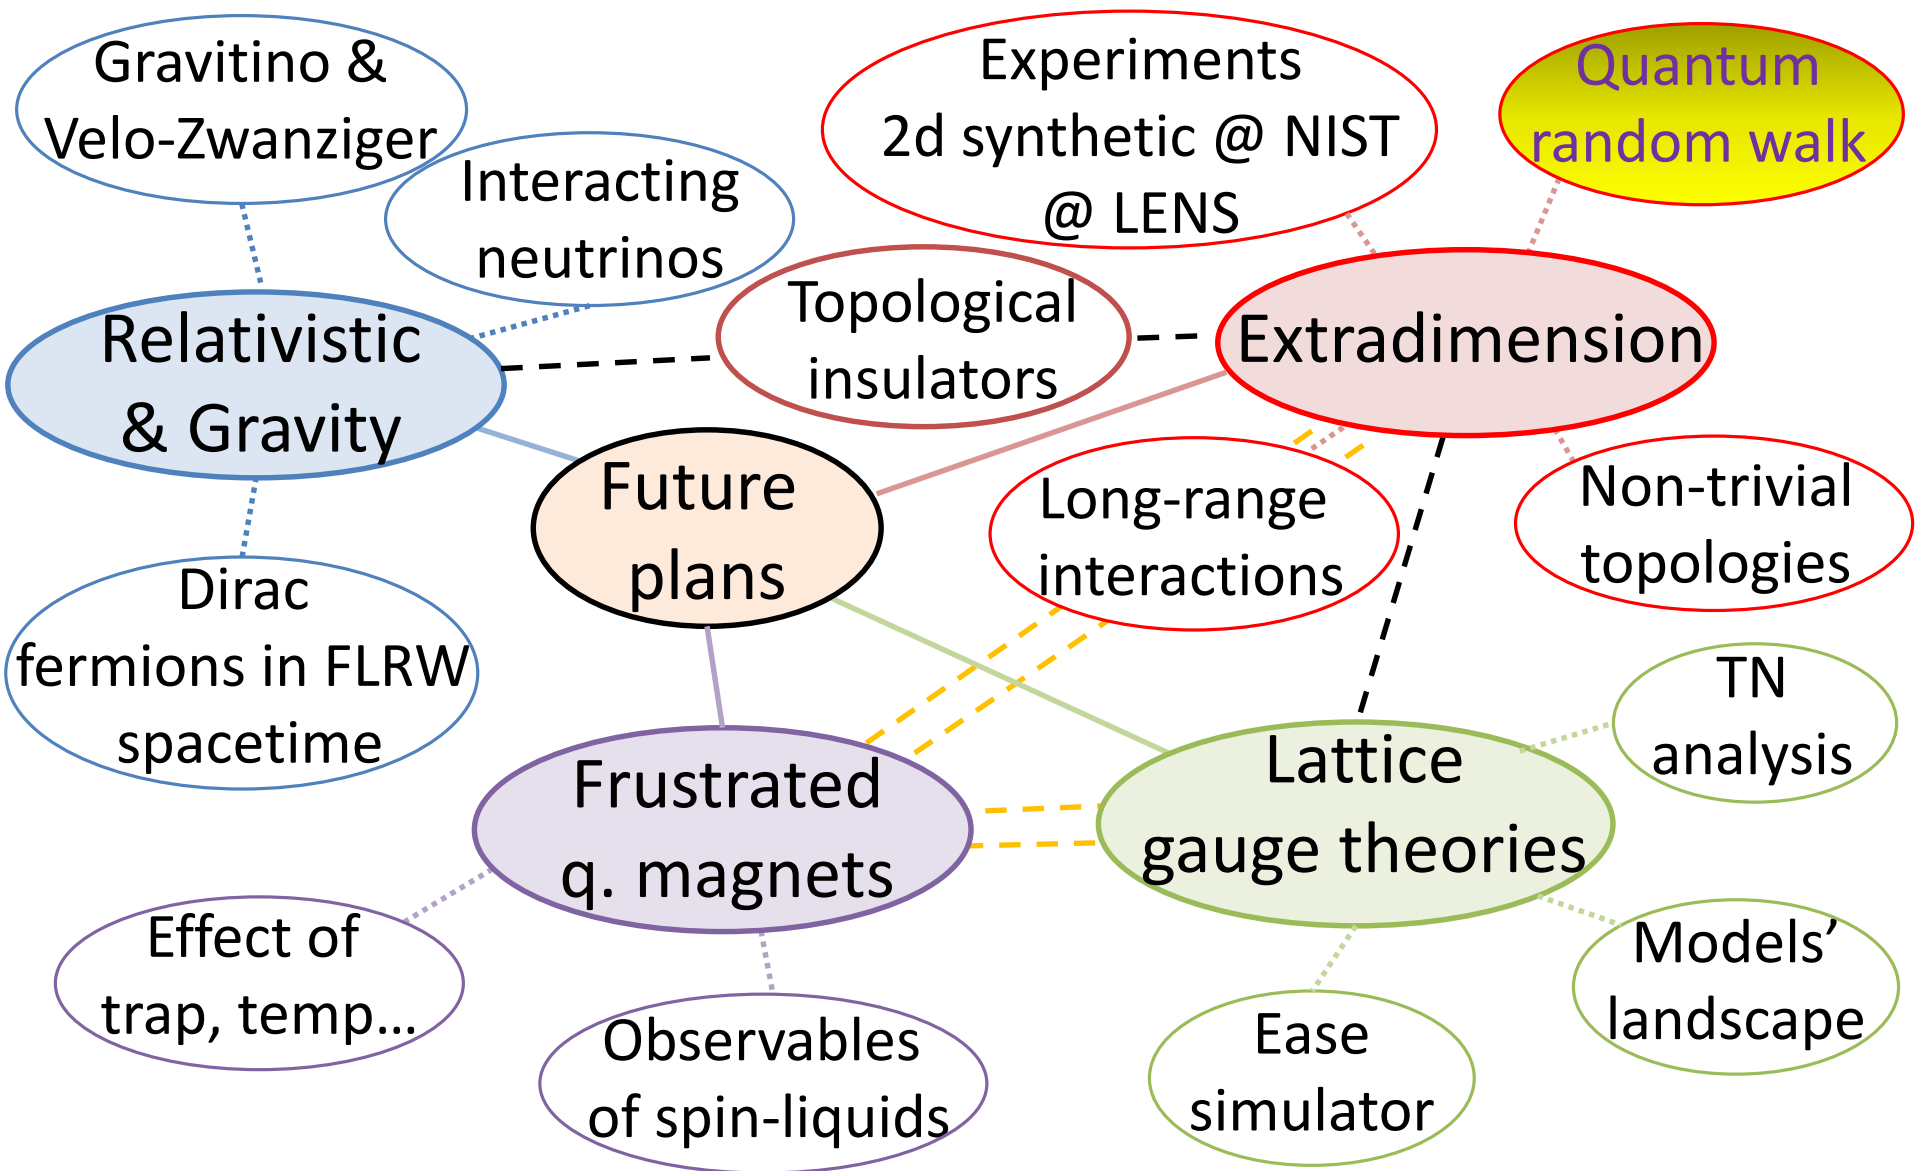 Gravitino &
Velo-Zwanziger
Interacting
neutrinos
Experiments
2d synthetic @ NIST
@ LENS
Quantum
random walk
Relativistic
& Gravity
Topological
insulators
Extradimension
Future
plans
Long-range
interactions
Non-trivial
topologies
Dirac
fermions in FLRW
spacetime
TN
analysis
Frustrated
q. magnets
Lattice
gauge theories
Effect of
trap, temp…
Observables
of spin-liquids
Ease
simulator
Models’
landscape